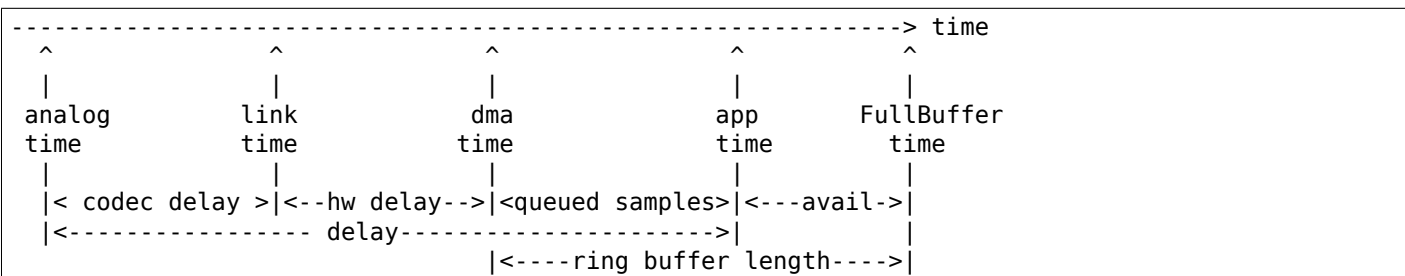 --------------------------------------------------------------> time
  ^               ^              ^                ^           ^
  |               |              |                |           |
 analog         link            dma              app       FullBuffer
 time           time           time              time        time
  |               |              |                |           |
  |< codec delay >|<--hw delay-->|<queued samples>|<---avail->|
  |<----------------- delay---------------------->|           |
                                 |<----ring buffer length---->|